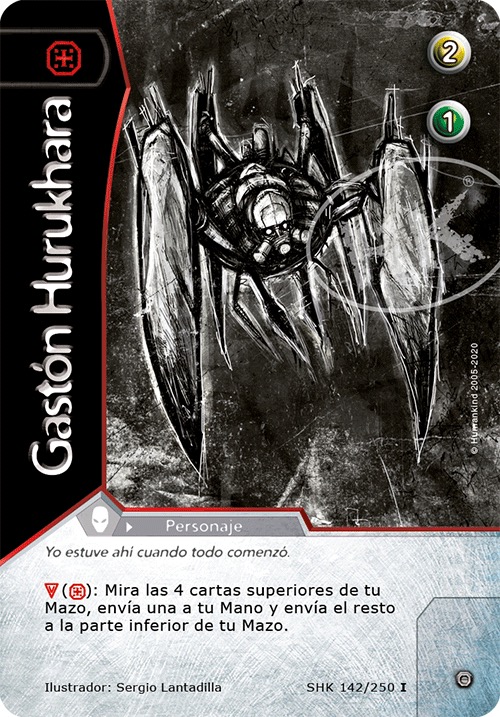 2
1
Gastón Hurukhara
® 
© Humankind 2005-2020
Personaje
Yo estuve ahí cuando todo comenzó.
( ): Mira las 4 cartas superiores de tu
Mazo, envía una a tu Mano y envía el resto
a la parte inferior de tu Mazo.
Ilustrador: Sergio Lantadilla
SHK 142/250 I